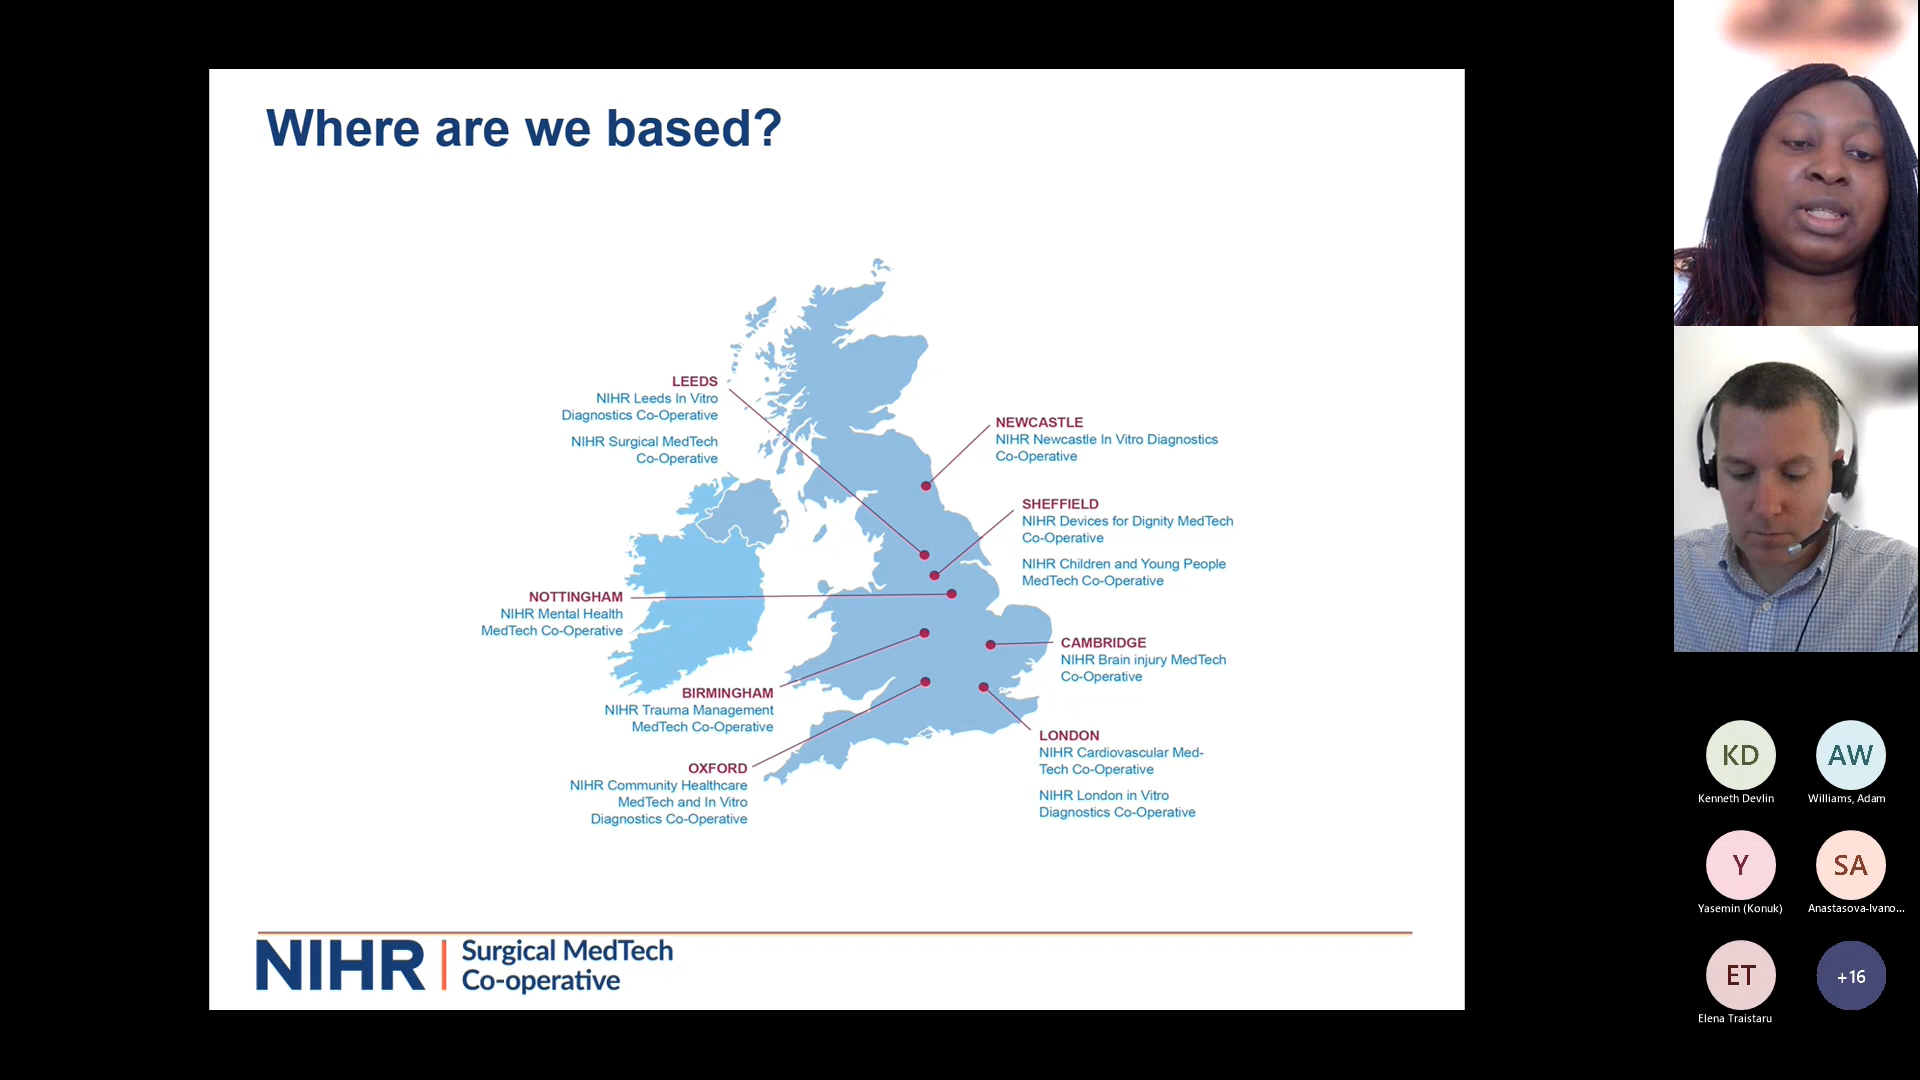 Where are we based?
LEEDS
NIHR Leeds In Vitro
Diagnostics Co-Operative
NIHR Surgical MedTech
Co-Operative
NEWCASTLE
NIHR Newcastle In Vitro Diagnostics
Co-Operative
SHEFFIELD
NIHR Devices for Dignity MedTech
Co-Operative
NIHR Children and Young People
MedTech Co-Operative
NOTTINGHAM
NIHR Mental Health
MedTech Co-Operative
CAMBRIDGE
NIHR Brain injury MedTech
Co-Operative
BIRMINGHAM
NIHR Trauma Management
MedTech Co-Operative
LONDON
NIHR Cardiovascular Med-
Tech Co-Operative
NIHR London in Vitro
Diagnostics Co-Operative
OXFORD
NIHR Community Healthcare
MedTech and In Vitro
Diagnostics Co-Operative
NIHR
Surgical MedTech
Co-operative
KD
Kenneth Devlin
AW
Williams, Adam
Y
Yasemin (Konuk)
SA
Anastasova-Ivano...
ET
Elena Traistaru
+16